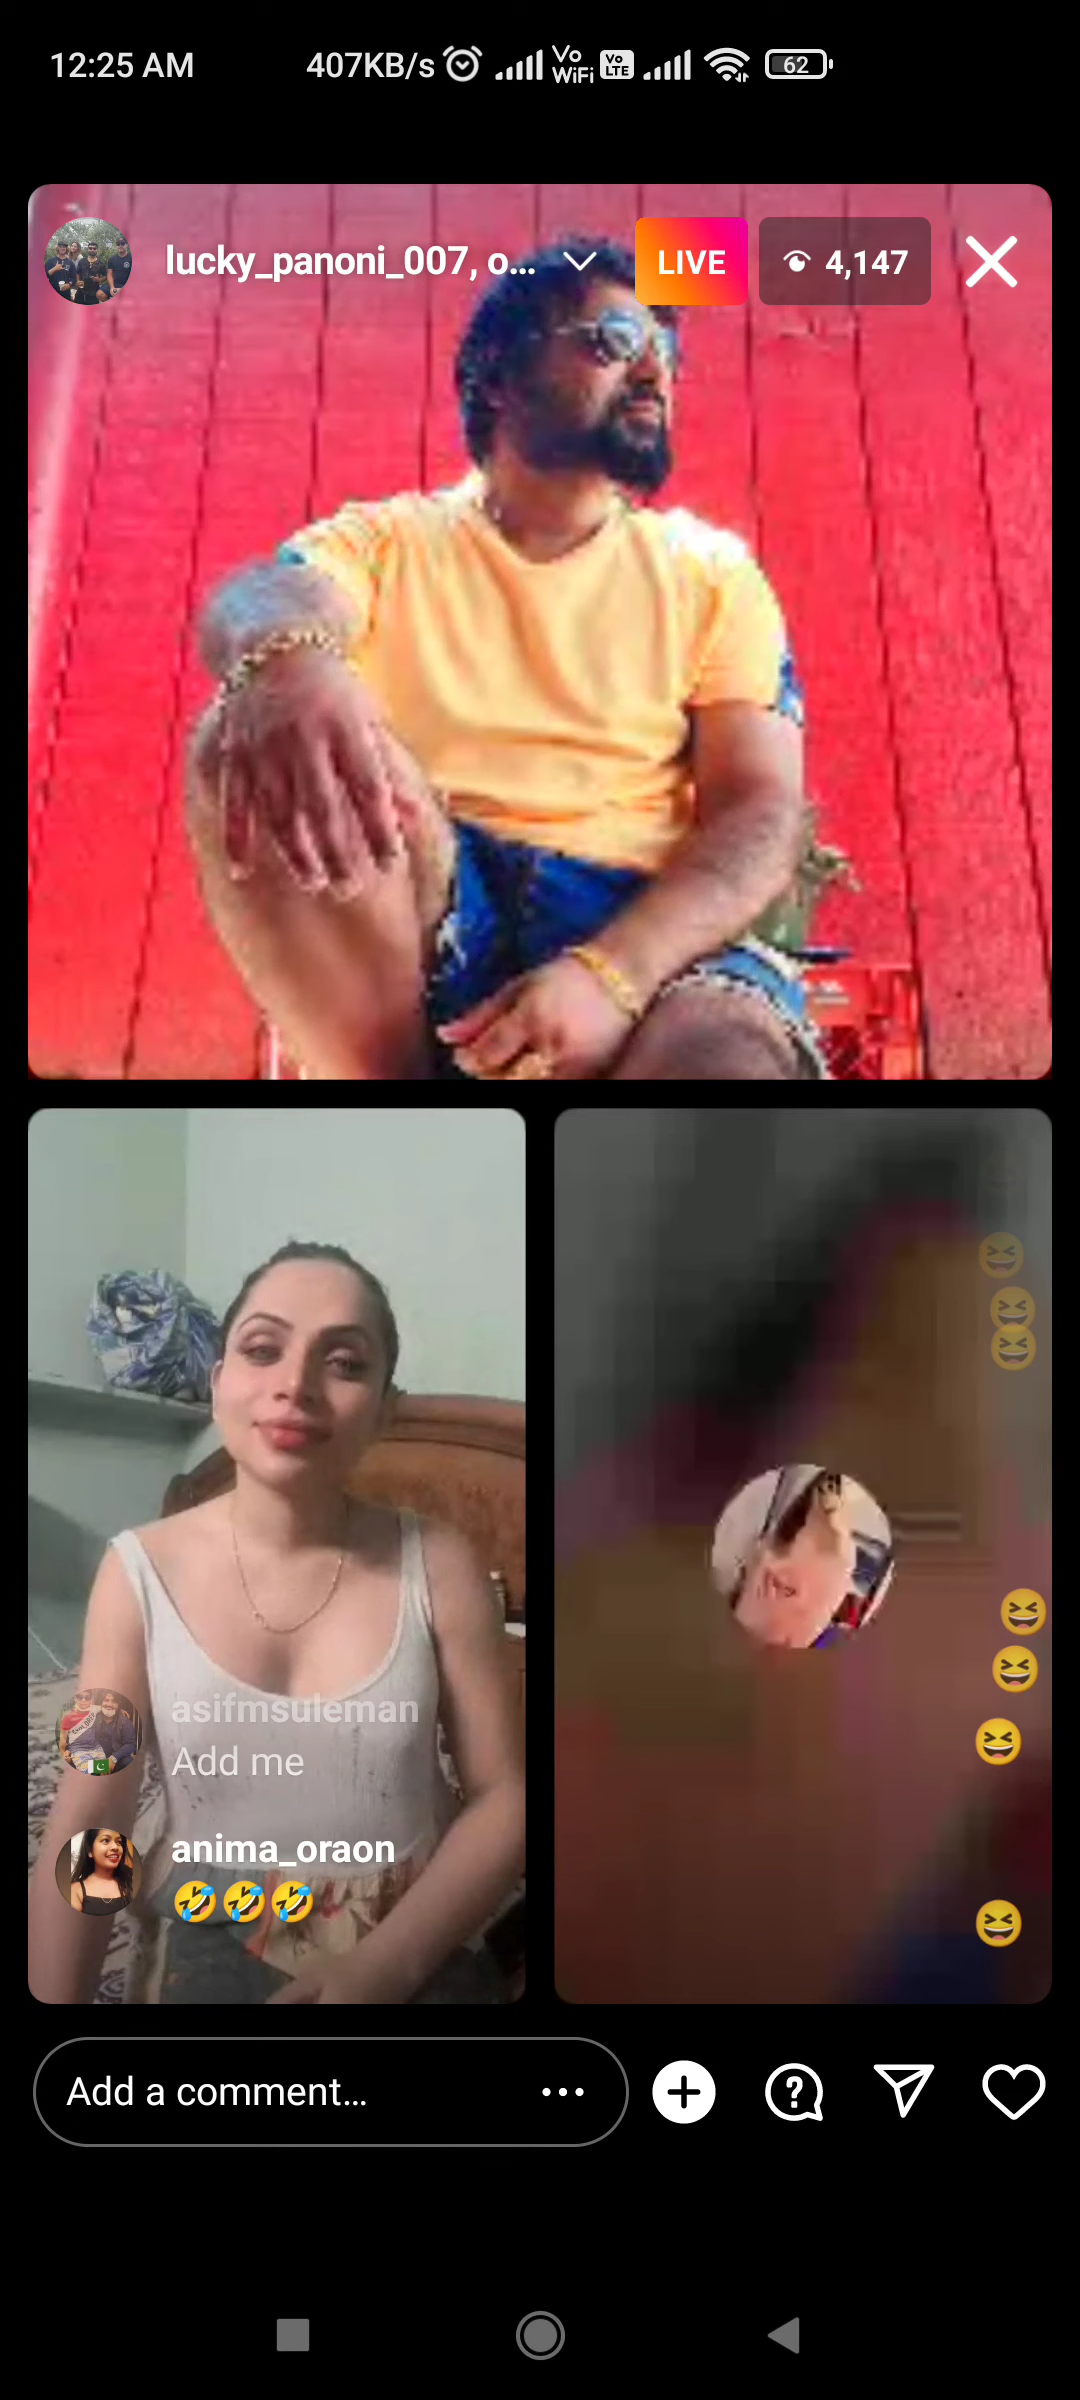 12:25 AM 407KB/s Vo WiFi Vo LTE 62
lucky_panoni_007, o... LIVE 4,147
asifmsuleman
Add me
anima_oraon
🤣🤣🤣
Add a comment...